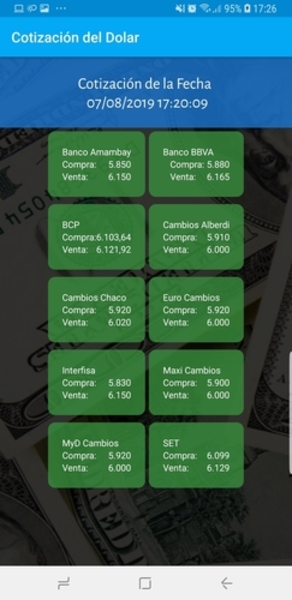 95% 17:26
Cotización del Dolar
Cotización de la Fecha
07/08/2019 17:20:09
Banco Amambay
Compra: 5.850
Venta: 6.150
Banco BBVA
Compra: 5.880
Venta: 6.165
BCP
Compra:6.103,64
Venta: 6.121,92
Cambios Alberdi
Compra: 5.910
Venta: 6.000
Cambios Chaco
Compra: 5.920
Venta: 6.020
Euro Cambios
Compra: 5.920
Venta: 6.000
Interfisa
Compra: 5.830
Venta: 6.150
Maxi Cambios
Compra: 5.900
Venta: 6.000
MyD Cambios
Compra: 5.920
Venta: 6.000
SET
Compra: 6.099
Venta: 6.129